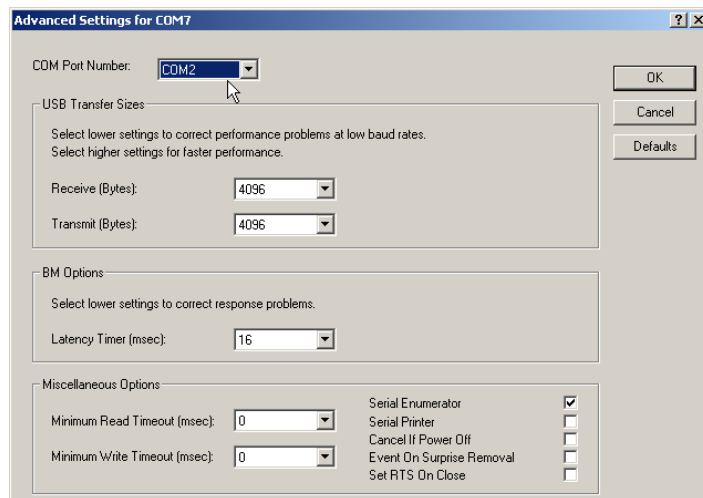 Advanced Settings for COM7
COM Port Number: COM2
OK
Cancel
Defaults
USB Transfer Sizes
Select lower settings to correct performance problems at low baud rates.
Select higher settings for faster performance.
Receive (Bytes): 4096
Transmit (Bytes): 4096
BM Options
Select lower settings to correct response problems.
Latency Timer (msec): 16
Miscellaneous Options
Minimum Read Timeout (msec): 0
Minimum Write Timeout (msec): 0
Serial Enumerator
Serial Printer
Cancel If Power Off
Event On Surprise Removal
Set RTS On Close